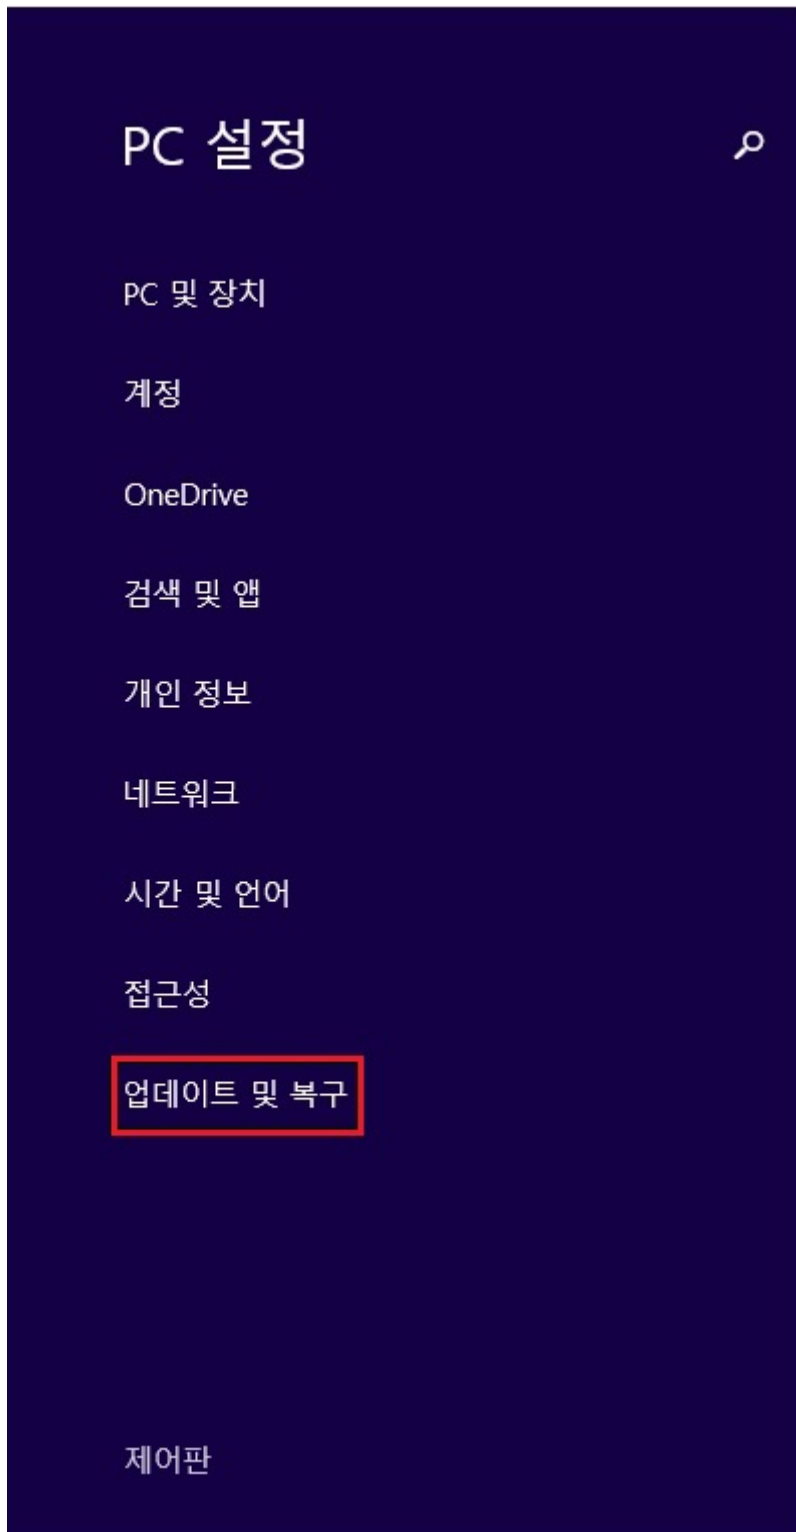 PC 설정
PC 및 장치
계정
OneDrive
검색 및 앱
개인 정보
네트워크
시간 및 언어
접근성
업데이트 및 복구
제어판